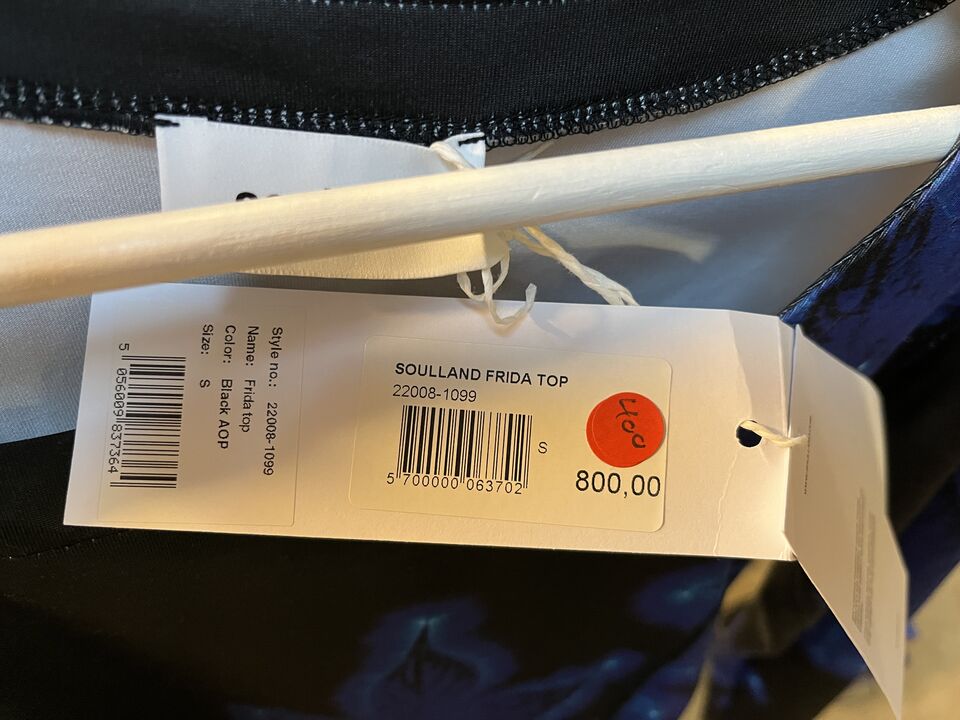 Style no.: 22008-1099
Name: Frida top
Color: Black AOP
Size: S
5 056009 837364
SOULLAND FRIDA TOP
22008-1099
S
5 700000 063702
400
800,00